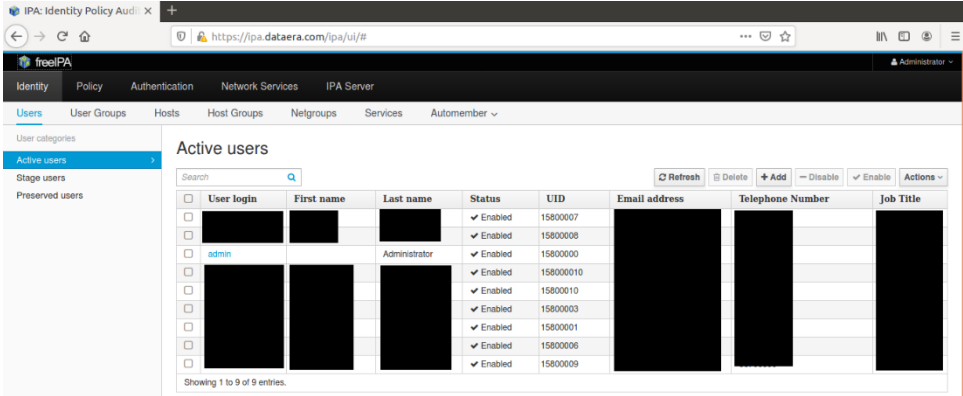 IPA: Identity Policy Audi
https://ipa.dataera.com/ipa/ui/#
freeIPA Administrator
Identity Policy Authentication Network Services IPA Server
Users User Groups Hosts Host Groups Netgroups Services Automember
User categories
Active users
Stage users
Preserved users
Active users
Search Refresh Delete + Add Disable Enable Actions
User login First name Last name Status UID Email address Telephone Number Job Title
Enabled 15800007
Enabled 15800008
admin Administrator Enabled 15800000
Enabled 158000010
Enabled 15800010
Enabled 15800003
Enabled 15800001
Enabled 15800006
Enabled 15800009
Showing 1 to 9 of 9 entries.